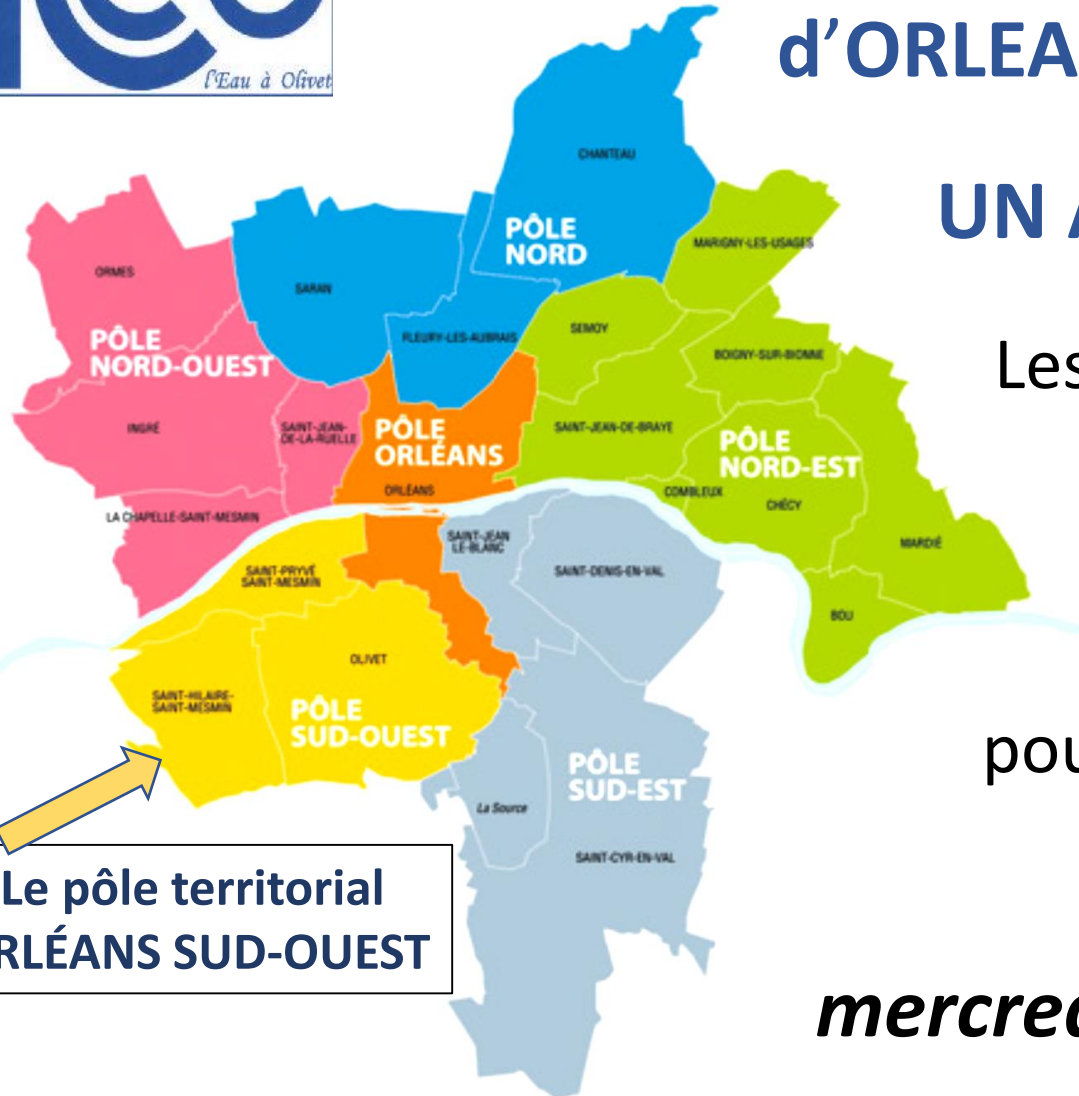 l'Eau à Olivet
d'ORLEA
CHANTEAU
UN A
PÔLE
NORD
MARIGNY-LES-USAGES
ORMES
SARAN
SEMOY
PÔLE
NORD-OUEST
FLEURY-LES-AUBRAIS
BOIGNY-SUR-BIONNE
Les
INGRÉ
SAINT-JEAN-
DE-LA-RUELLE
PÔLE
ORLÉANS
SAINT-JEAN-DE-BRAYE
PÔLE
NORD-EST
ORLÉANS
COMBLEUX
CHÉCY
LA CHAPELLE-SAINT-MESMIN
SAINT-JEAN
LE-BLANC
MARDIÉ
SAINT-PRYVÉ
SAINT-MESMIN
SAINT-DENIS-EN-VAL
BOU
OLIVET
SAINT-HILAIRE-
SAINT-MESMIN
PÔLE
SUD-OUEST
pou
PÔLE
SUD-EST
La Source
SAINT-CYR-EN-VAL
Le pôle territorial
RLÉANS SUD-OUEST
mercred